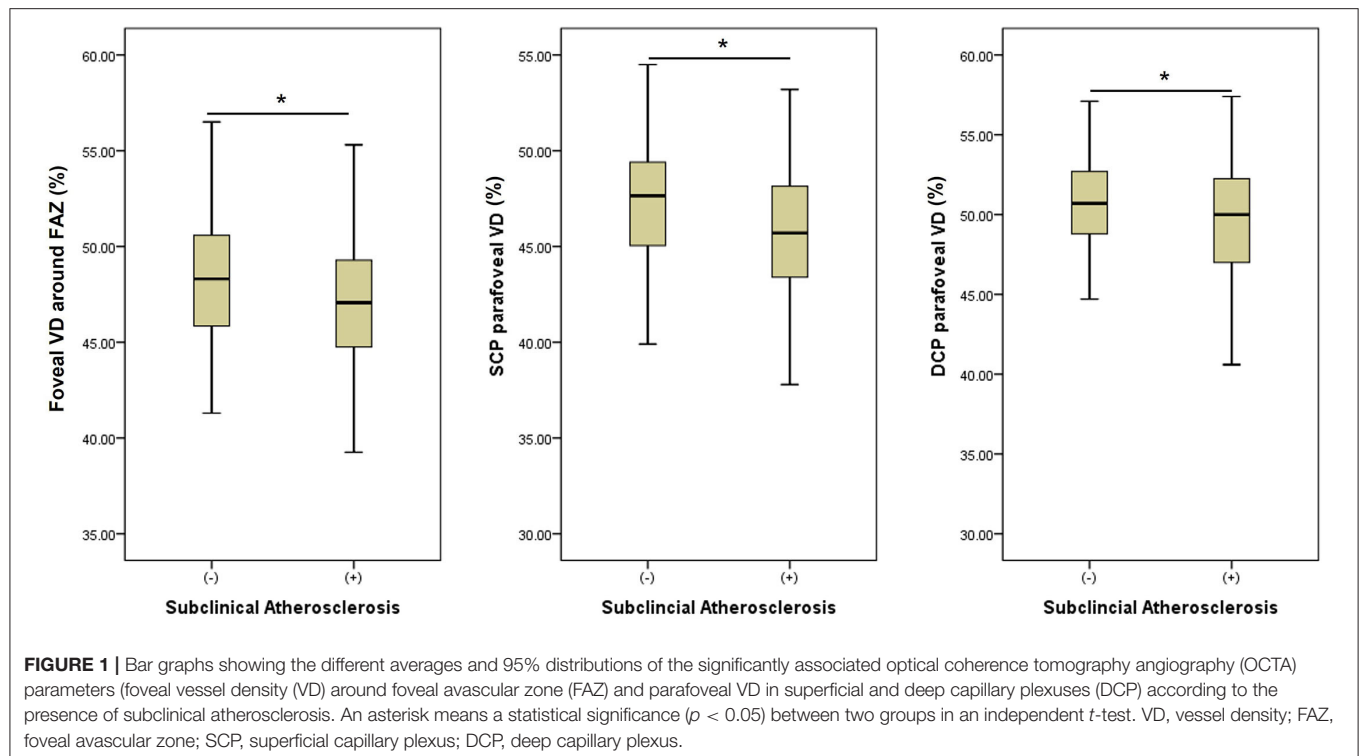 60.00
55.00
50.00
45.00
40.00
35.00
Foveal VD around FAZ (%)
*
(-)
(+)
Subclinical Atherosclerosis
55.00
50.00
45.00
40.00
35.00
30.00
SCP parafoveal VD (%)
*
(-)
(+)
Subclincial Atherosclerosis
60.00
55.00
50.00
45.00
40.00
35.00
30.00
DCP parafoveal VD (%)
*
(-)
(+)
Subclincial Atherosclerosis
FIGURE 1 | Bar graphs showing the different averages and 95% distributions of the significantly associated optical coherence tomography angiography (OCTA)
parameters (foveal vessel density (VD) around foveal avascular zone (FAZ) and parafoveal VD in superficial and deep capillary plexuses (DCP) according to the
presence of subclinical atherosclerosis. An asterisk means a statistical significance (p < 0.05) between two groups in an independent t-test. VD, vessel density; FAZ,
foveal avascular zone; SCP, superficial capillary plexus; DCP, deep capillary plexus.